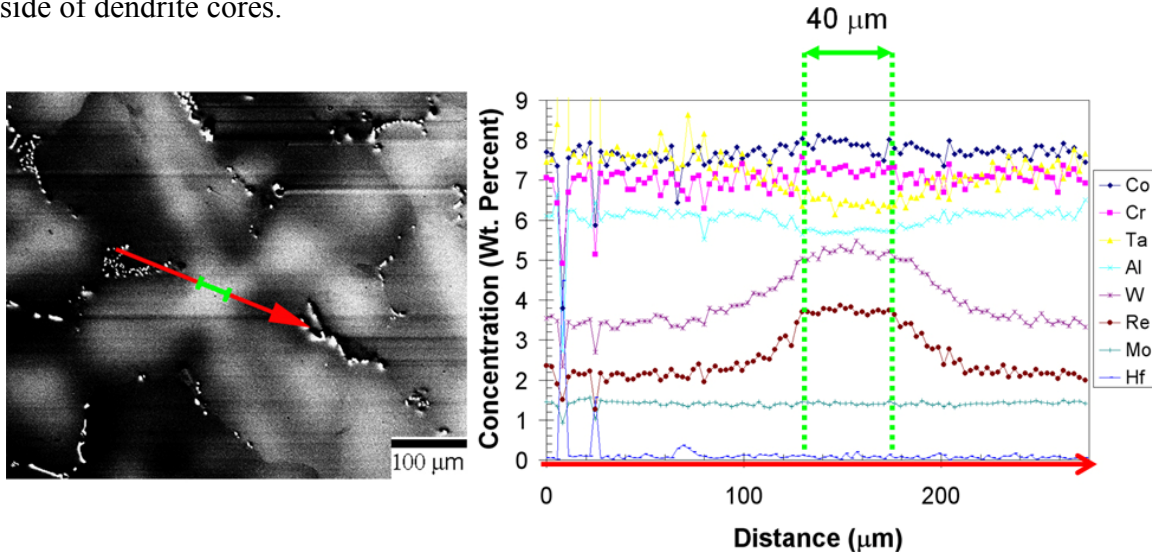 side of dendrite cores.
40 μm
100 μm
Concentration (Wt. Percent)
9
8
7
6
5
4
3
2
1
0
0 100 200
Distance (μm)
Co
Cr
Ta
Al
W
Re
Mo
Hf